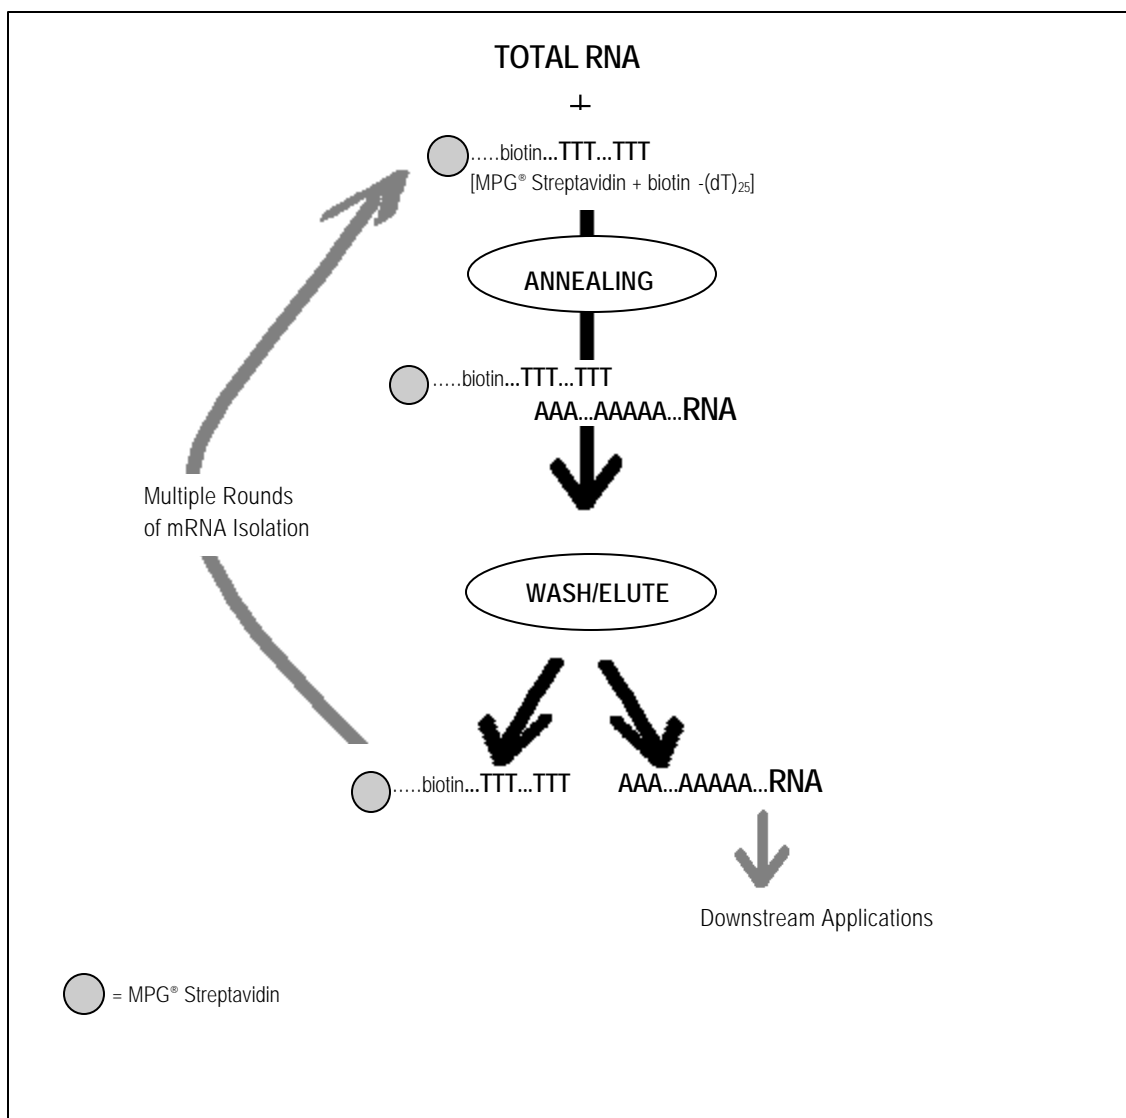 TOTAL RNA
+
.....biotin...TTT...TTT
[MPG® Streptavidin + biotin -(dT)₂₅]
ANNEALING
.....biotin...TTT...TTT
AAA...AAAAA...RNA
Multiple Rounds
of mRNA Isolation
WASH/ELUTE
.....biotin...TTT...TTT AAA...AAAAA...RNA
Downstream Applications
= MPG® Streptavidin